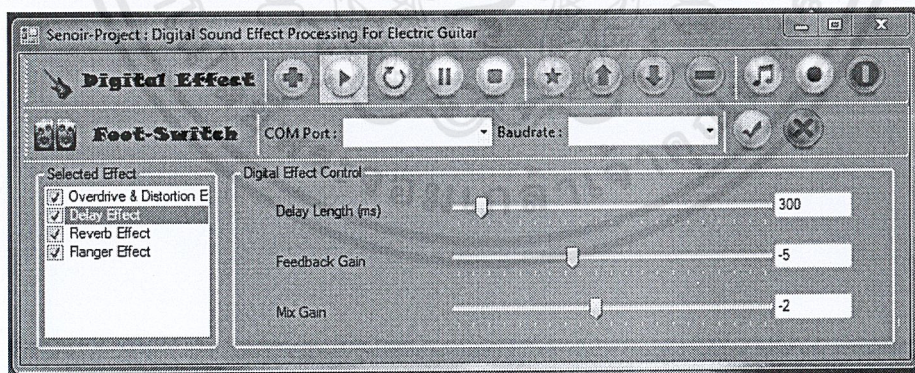 Senoir-Project : Digital Sound Effect Processing For Electric Guitar
Digital Effect
Foot-Switch COM Port : Baudrate :
Selected Effect
Overdrive & Distortion E
Delay Effect
Reverb Effect
Flanger Effect
Digital Effect Control
Delay Length (ms) 300
Feedback Gain -5
Mix Gain -2